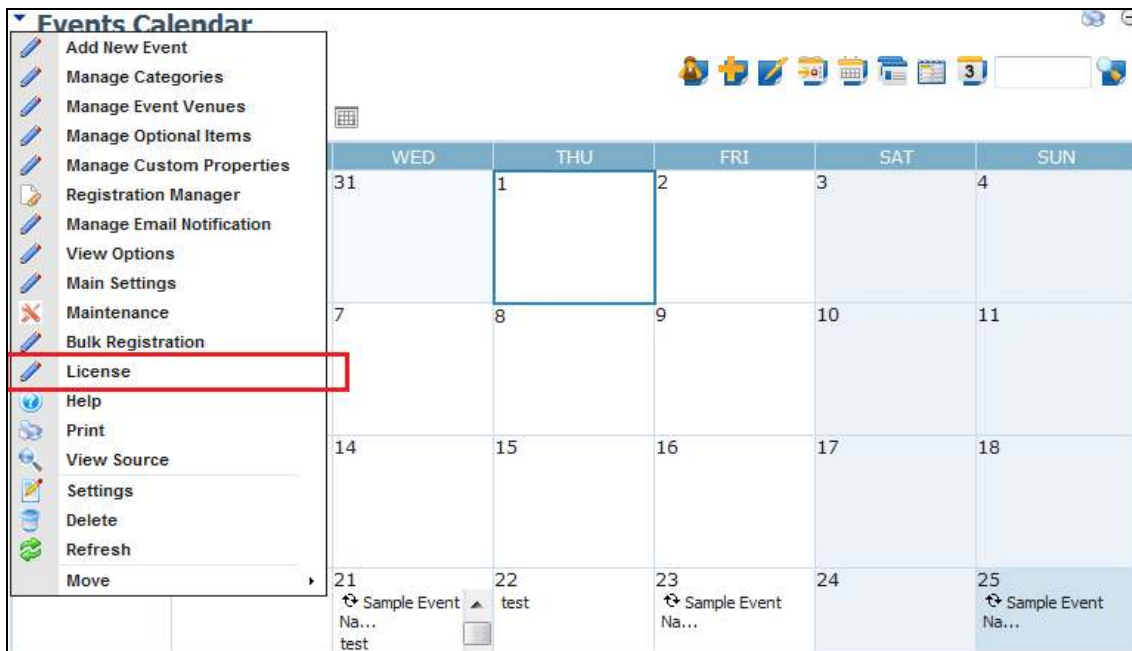 Events Calendar
Add New Event
Manage Categories
Manage Event Venues
Manage Optional Items
Manage Custom Properties
Registration Manager
Manage Email Notification
View Options
Main Settings
Maintenance
Bulk Registration
License
Help
Print
View Source
Settings
Delete
Refresh
Move
3
WED THU FRI SAT SUN
31 1 2 3 4
7 8 9 10 11
14 15 16 17 18
21 22 23 24 25
Sample Event test Sample Event Sample Event
Na... Na... Na...
test